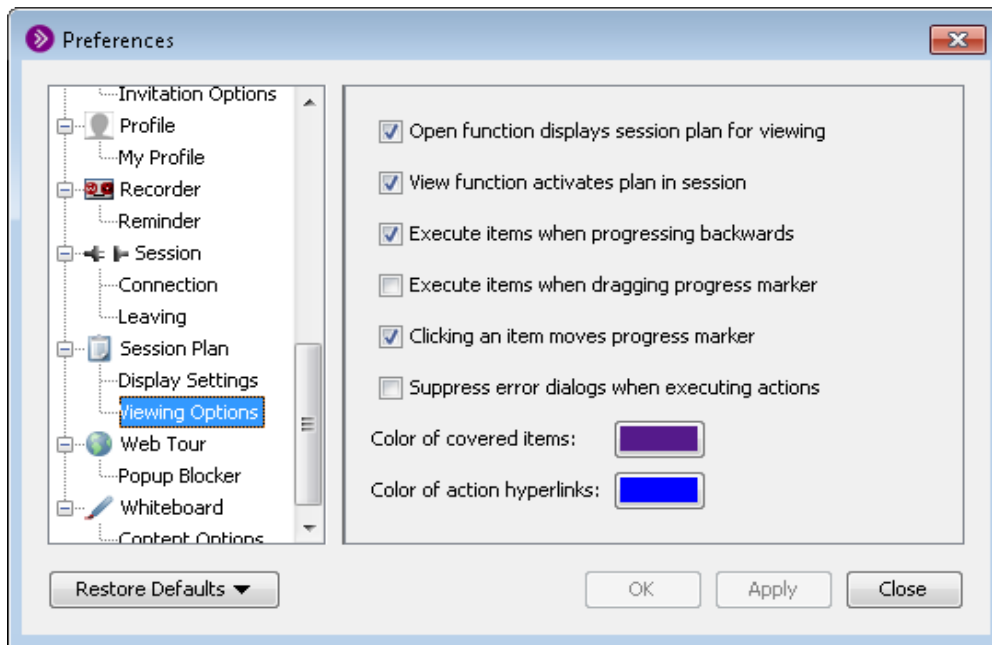 Preferences
Invitation Options
Profile
My Profile
Recorder
Reminder
Session
Connection
Leaving
Session Plan
Display Settings
Viewing Options
Web Tour
Popup Blocker
Whiteboard
Content Options
Open function displays session plan for viewing
View function activates plan in session
Execute items when progressing backwards
Execute items when dragging progress marker
Clicking an item moves progress marker
Suppress error dialogs when executing actions
Color of covered items:
Color of action hyperlinks:
Restore Defaults
OK
Apply
Close